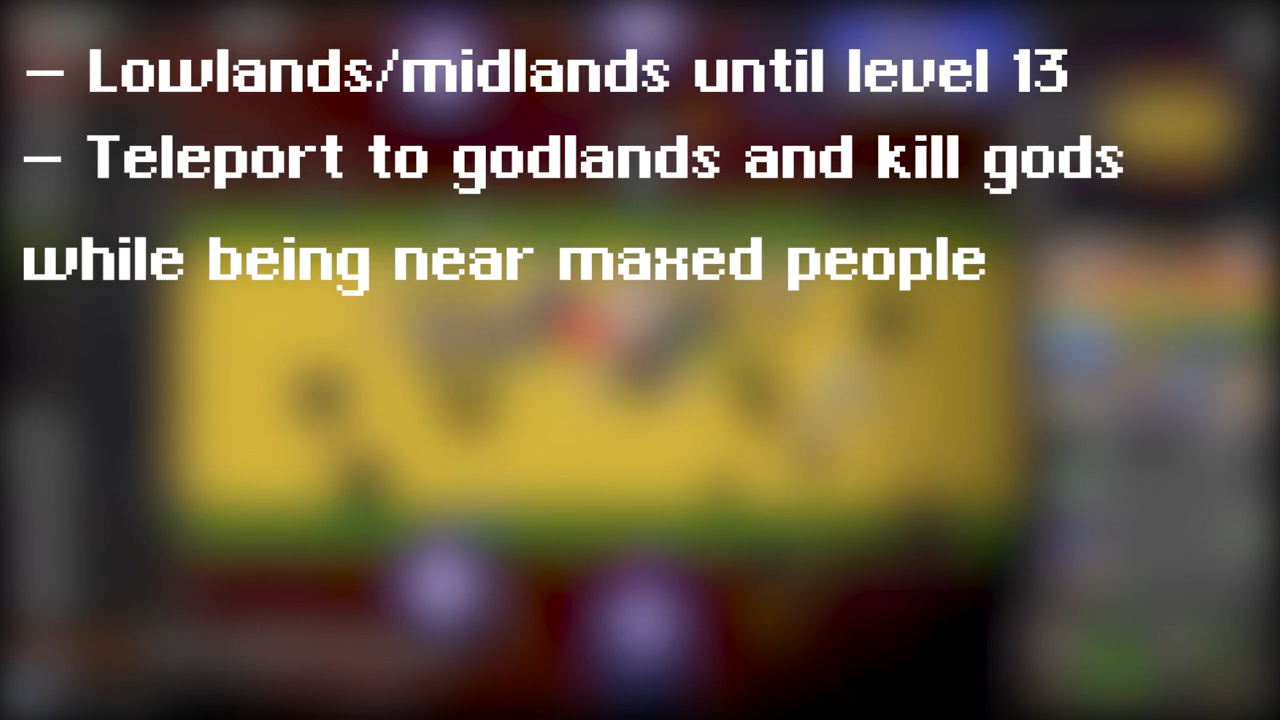 – Lowlands/midlands until level 13
– Teleport to godlands and kill gods
while being near maxed people